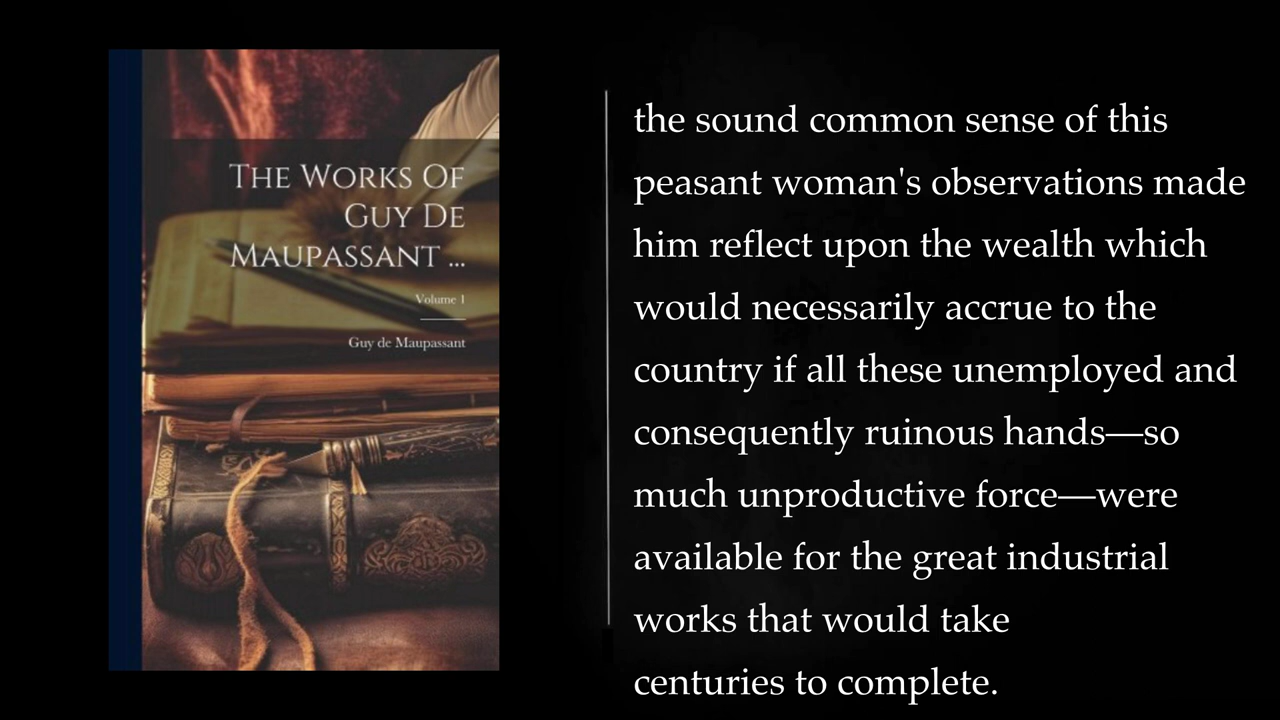 THE WORKS OF
GUY DE
MAUPASSANT ...
Volume 1
Guy de Maupassant
the sound common sense of this
peasant woman's observations made
him reflect upon the wealth which
would necessarily accrue to the
country if all these unemployed and
consequently ruinous hands—so
much unproductive force—were
available for the great industrial
works that would take
centuries to complete.